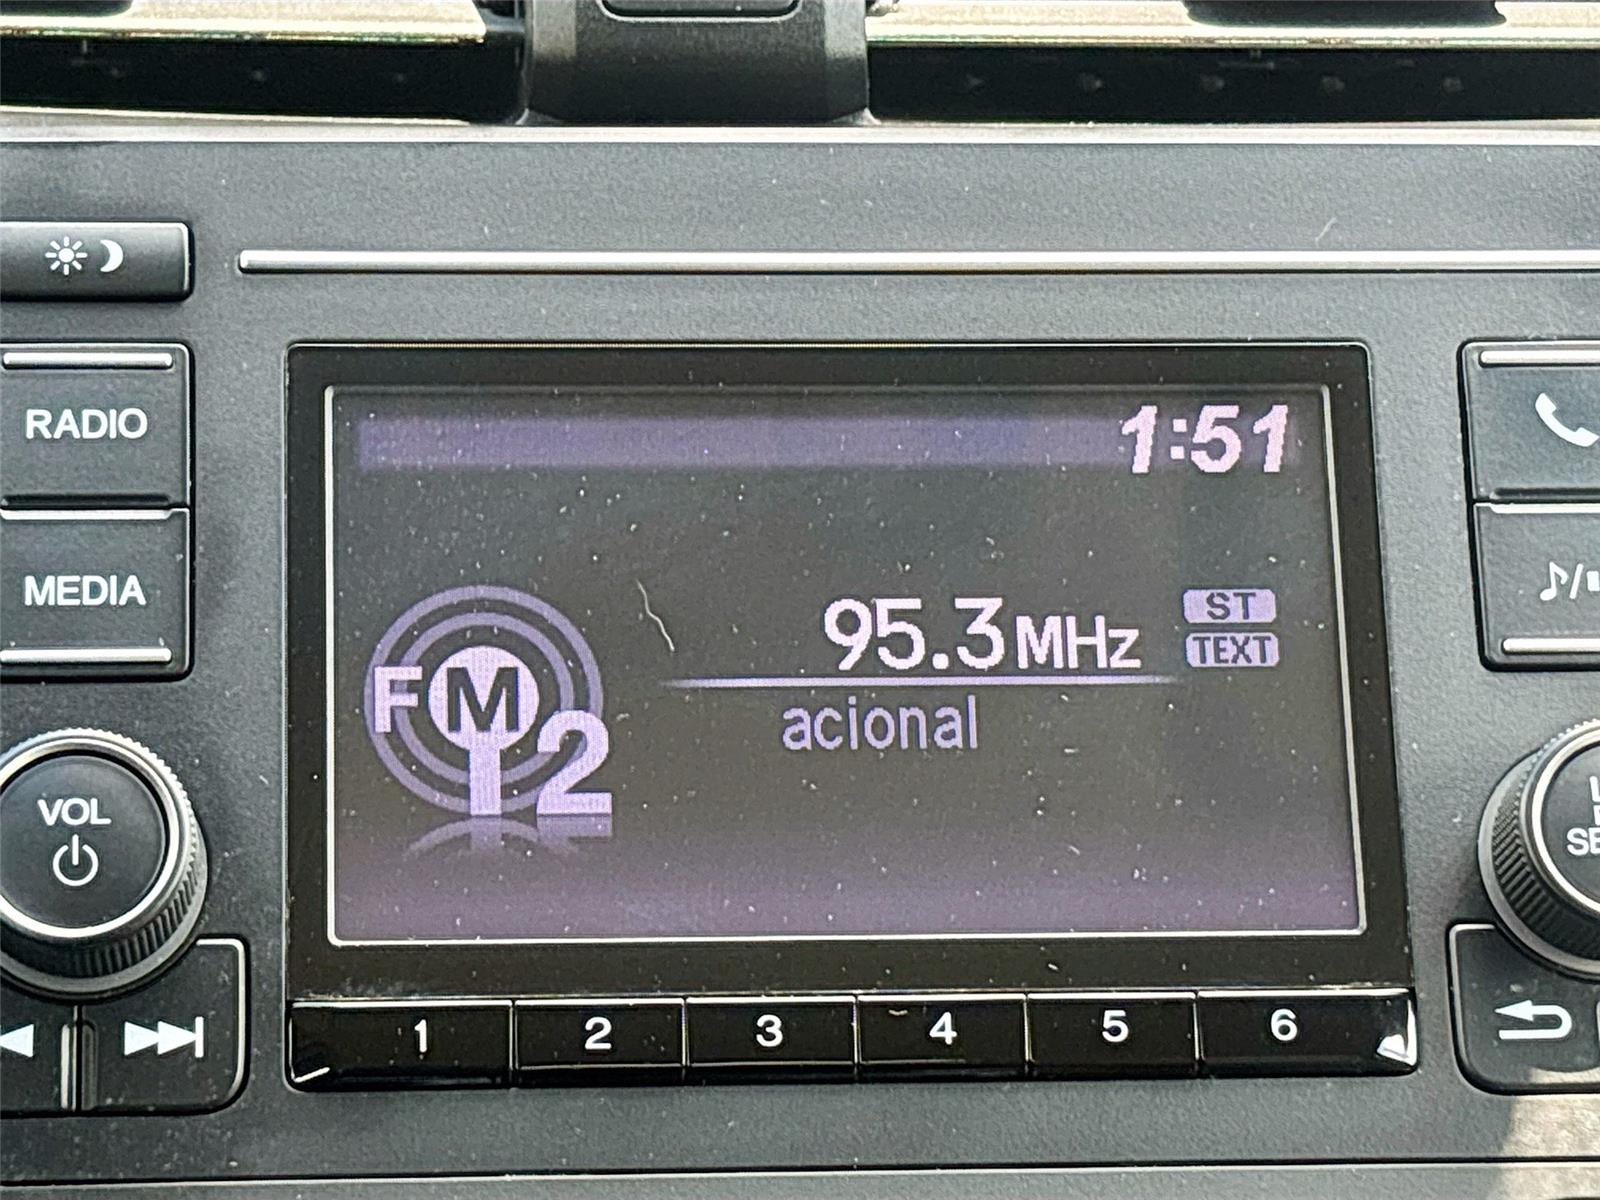 1:51
RADIO
95.3 MHz
ST
MEDIA
TEXT
FM2
acional
VOL
1 2 3 4 5 6